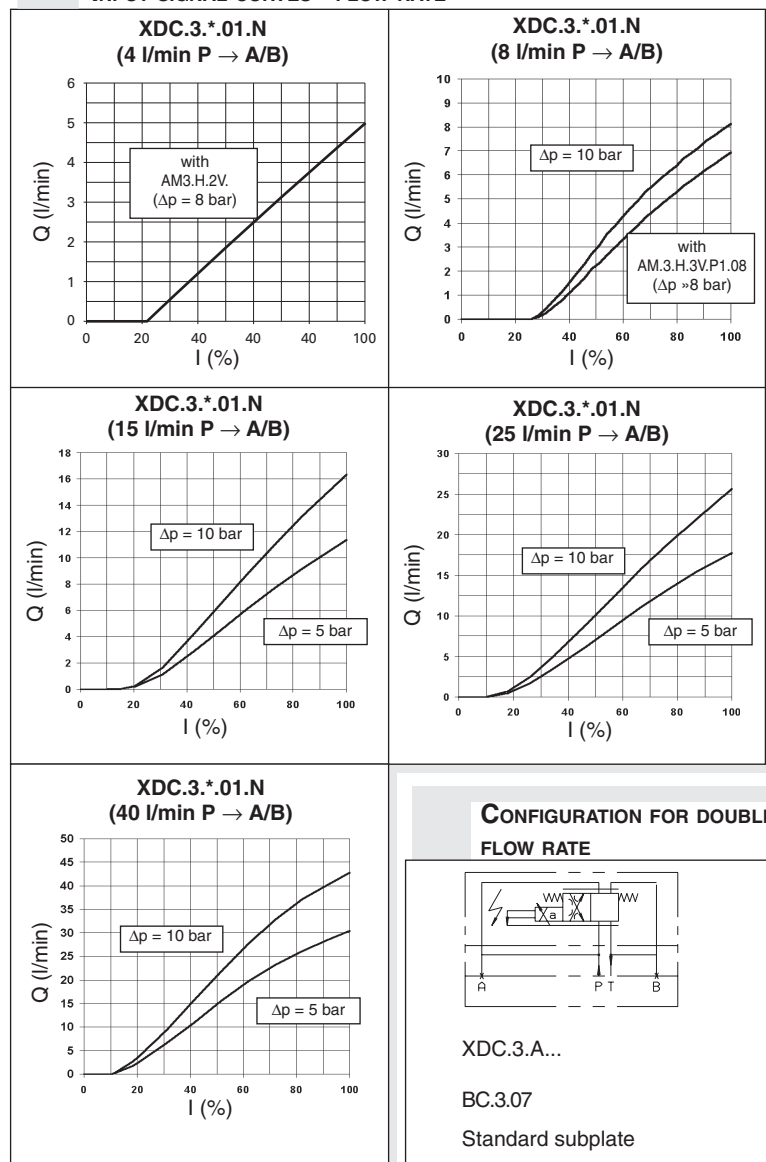 INPUT SIGNAL CURVES - FLOW RATE
XDC.3.*.01.N
(4 l/min P → A/B)
Q (l/min)
6
5
4
3
2
1
0
with
AM3.H.2V.
(Δp = 8 bar)
0 20 40 40 40 100
I (%)
XDC.3.*.01.N
(8 l/min P → A/B)
Q (l/min)
10
9
8
7
6
5
4
3
2
1
0
Δp = 10 bar
with
AM.3.H.3V.P1.08
(Δp »8 bar)
0 20 40 60 80 100
I (%)
XDC.3.*.01.N
(15 l/min P → A/B)
Q (l/min)
18
16
14
12
10
8
6
4
2
0
Δp = 10 bar
Δp = 5 bar
0 20 40 60 80 100
I (%)
XDC.3.*.01.N
(25 l/min P → A/B)
Q (l/min)
30
25
20
15
10
5
0
Δp = 10 bar
Δp = 5 bar
0 20 40 60 80 100
I (%)
XDC.3.*.01.N
(40 l/min P → A/B)
Q (l/min)
50
45
40
35
30
25
20
15
10
5
0
Δp = 10 bar
Δp = 5 bar
0 20 40 60 80 100
I (%)
CONFIGURATION FOR DOUBL
FLOW RATE
a
A P T B
XDC.3.A...
BC.3.07
Standard subplate